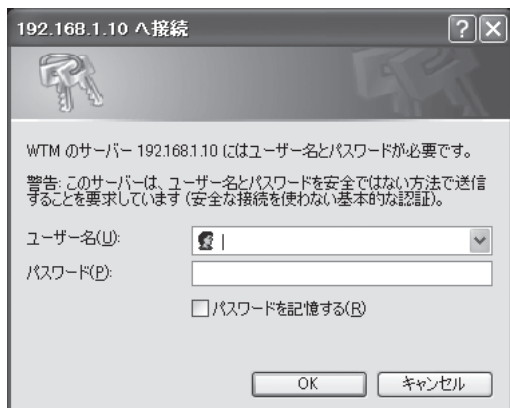 192.168.1.10 へ接続
WTM のサーバー 192.168.1.10 にはユーザー名とパスワードが必要です。
警告: このサーバーは、ユーザー名とパスワードを安全ではない方法で送信
することを要求しています (安全な接続を使わない基本的な認証)。
ユーザー名(U):
パスワード(P):
パスワードを記憶する(R)
OK キャンセル